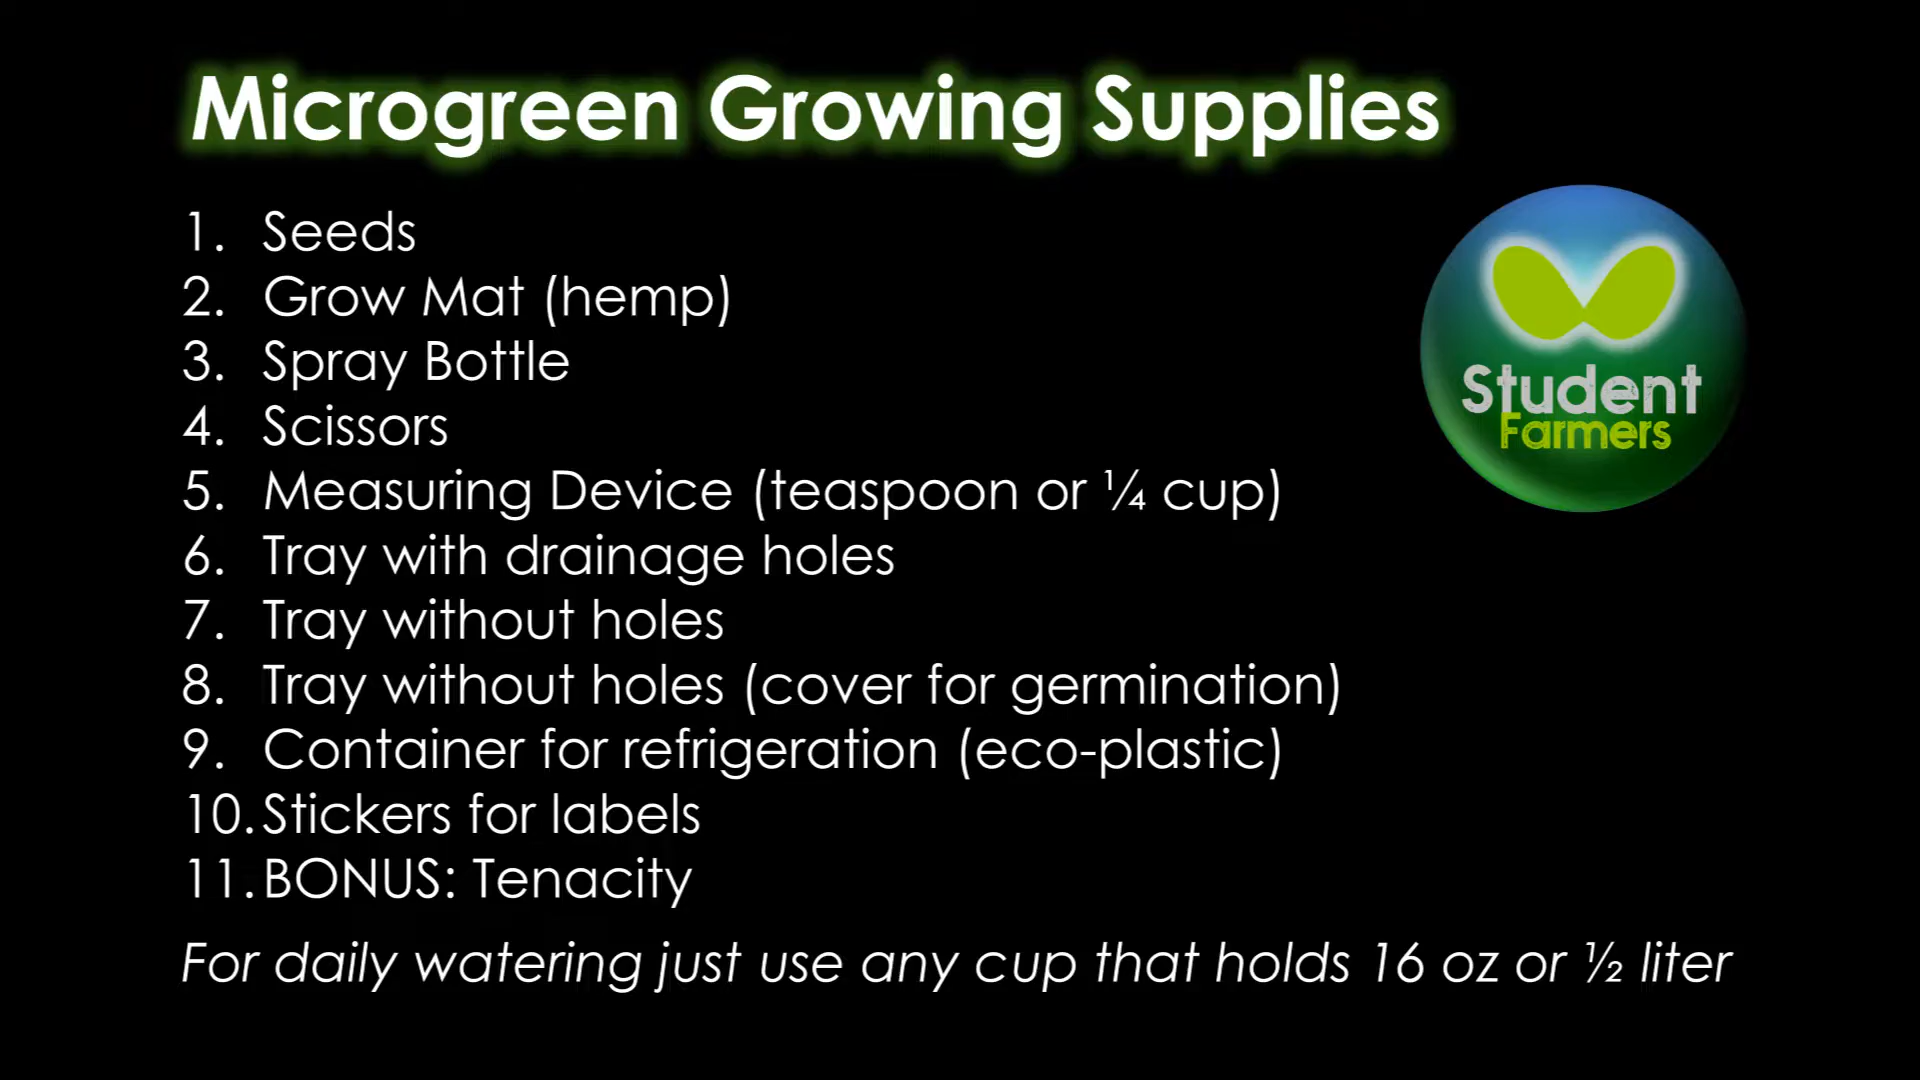 Microgreen Growing Supplies
1. Seeds
2. Grow Mat (hemp)
3. Spray Bottle
4. Scissors
5. Measuring Device (teaspoon or ¼ cup)
6. Tray with drainage holes
7. Tray without holes
8. Tray without holes (cover for germination)
9. Container for refrigeration (eco-plastic)
10. Stickers for labels
11. BONUS: Tenacity
For daily watering just use any cup that holds 16 oz or ½ liter
Student
Farmers